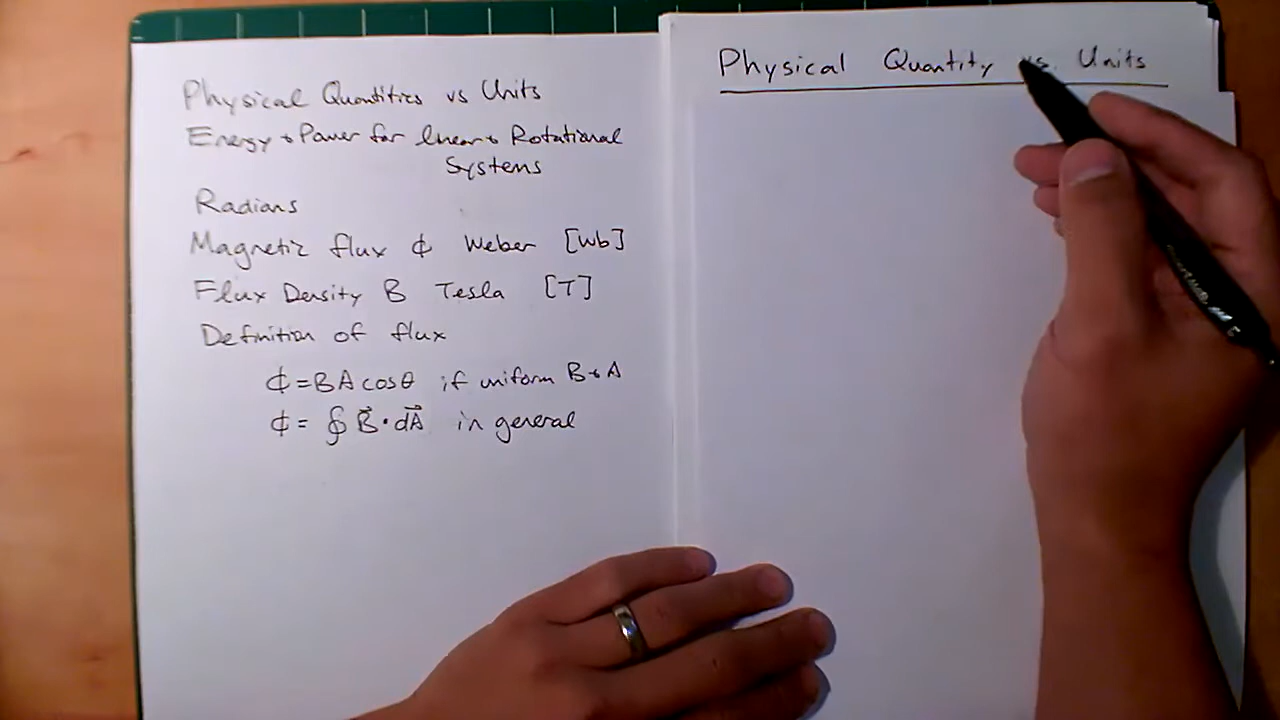 Physical Quantities vs Units
Energy + Power for linear + Rotational
Systems
Radians
Magnetic flux ϕ Weber [Wb]
Flux Density B Tesla [T]
Definition of flux
ϕ = BA cosθ if uniform B + A
ϕ = ∮ B⃗ • dA⃗ in general
Physical Quantity vs. Units